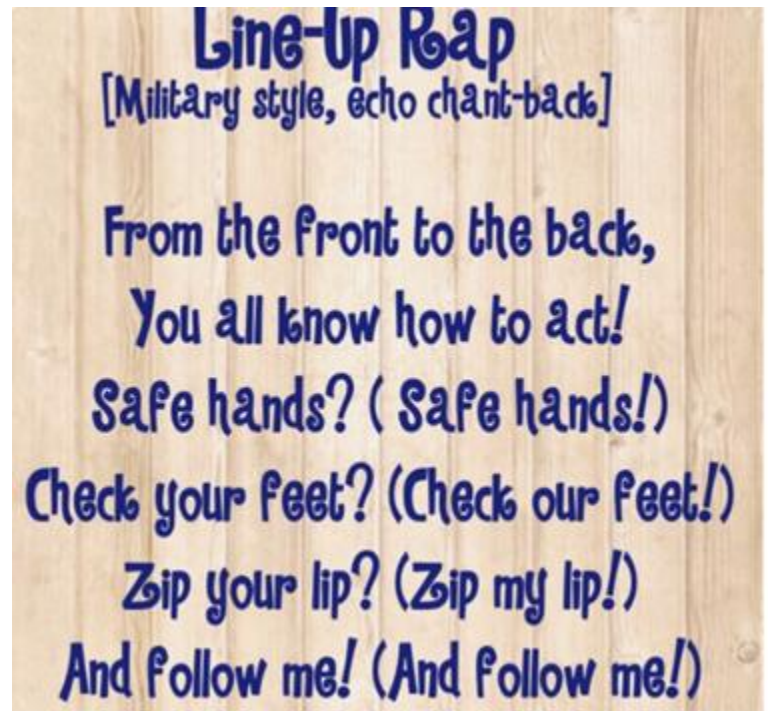 Line-Up Rap
[Military style, echo chant-back]
From the front to the back,
You all know how to act!
Safe hands? ( Safe hands!)
Check your feet? (Check our feet!)
Zip your lip? (Zip my lip!)
And follow me! (And follow me!)